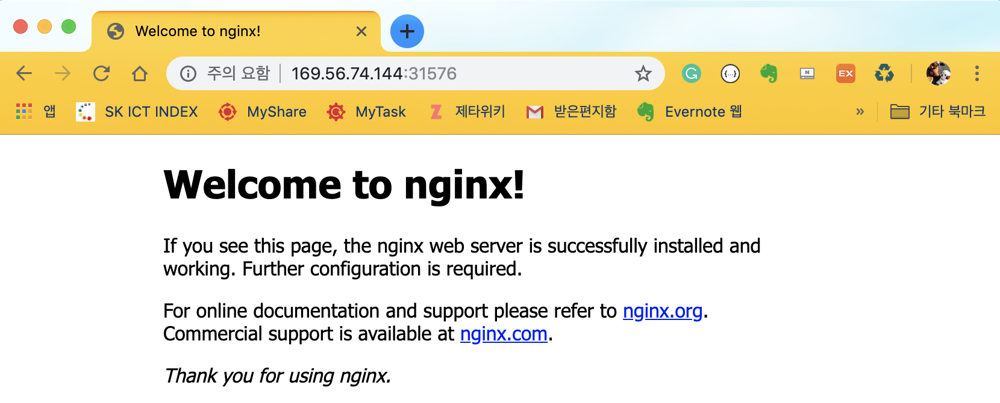 Welcome to nginx!
주의 요함 169.56.74.144:31576
EX
N
앱 SK ICT INDEX MyShare MyTask Z 제타위키 받은편지함 Evernote 웹 » 기타 북마크
Welcome to nginx!
If you see this page, the nginx web server is successfully installed and
working. Further configuration is required.
For online documentation and support please refer to nginx.org.
Commercial support is available at nginx.com.
Thank you for using nginx.